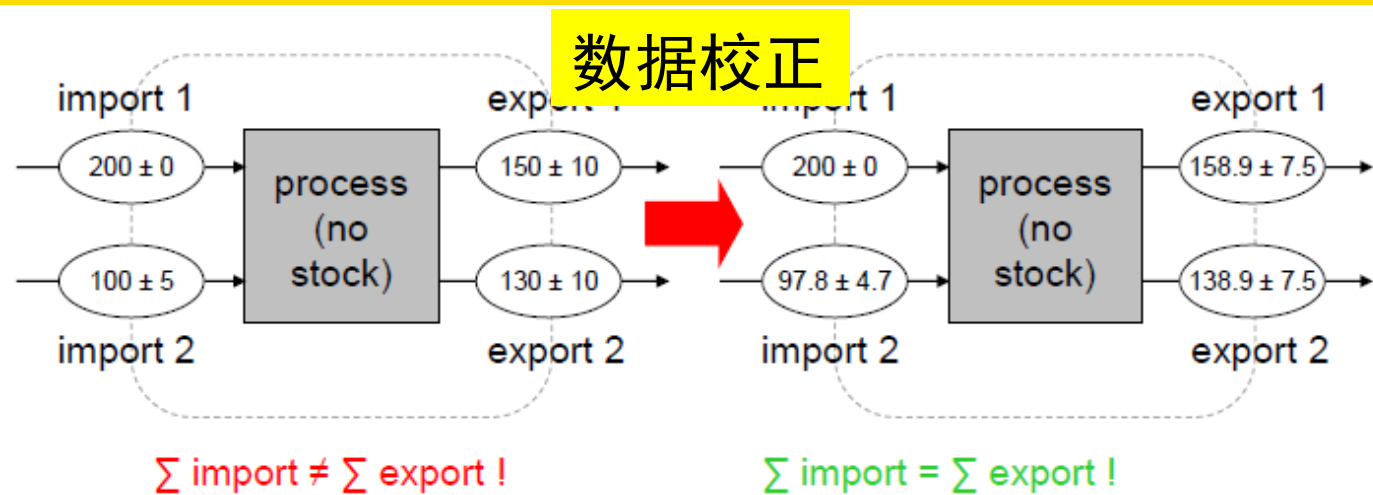 数据校正
import 1
200 ± 0
import 2
100 ± 5
process
(no
stock)
export 1
150 ± 10
export 2
130 ± 10
∑ import ≠ ∑ export !
import 1
200 ± 0
import 2
97.8 ± 4.7
process
(no
stock)
export 1
158.9 ± 7.5
export 2
138.9 ± 7.5
∑ import = ∑ export !